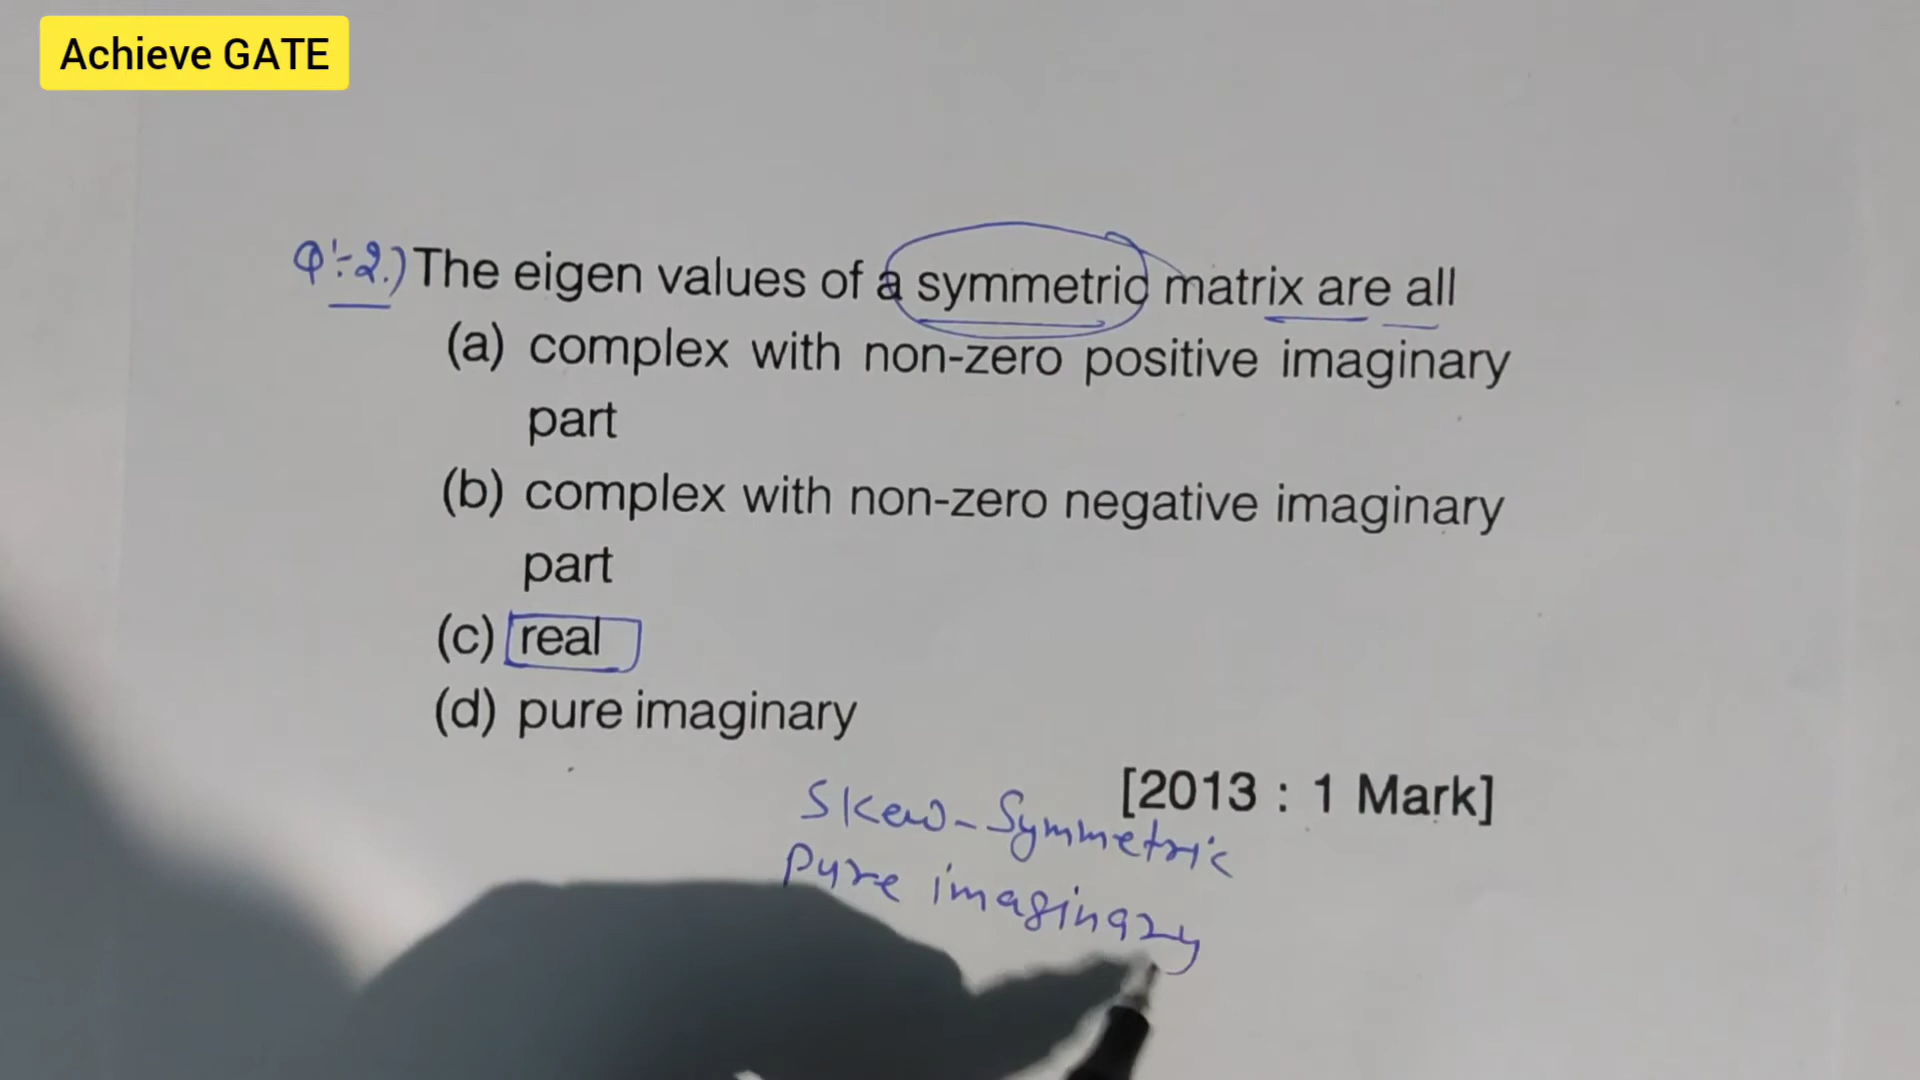 Achieve GATE
Q:-2.) The eigen values of a symmetric matrix are all
(a) complex with non-zero positive imaginary
part
(b) complex with non-zero negative imaginary
part
(c) real
(d) pure imaginary
[2013 : 1 Mark]
Skew-Symmetric
pure imaginary